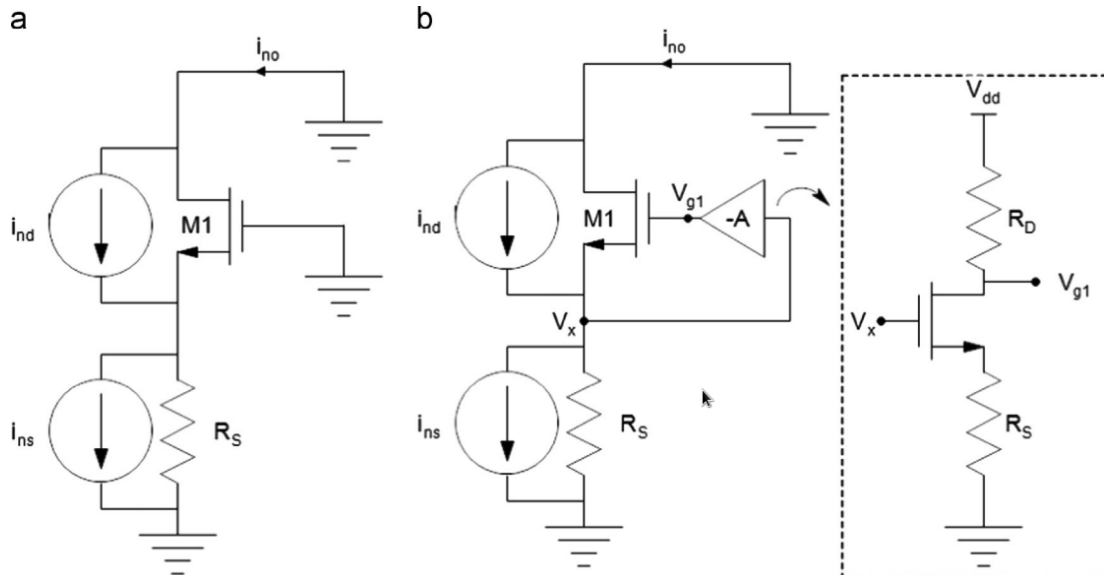 a
i_no
i_nd
M1
i_ns
R_S
b
i_no
i_nd
M1
V_g1
-A
V_x
i_ns
R_S
V_dd
R_D
V_g1
V_x
R_S